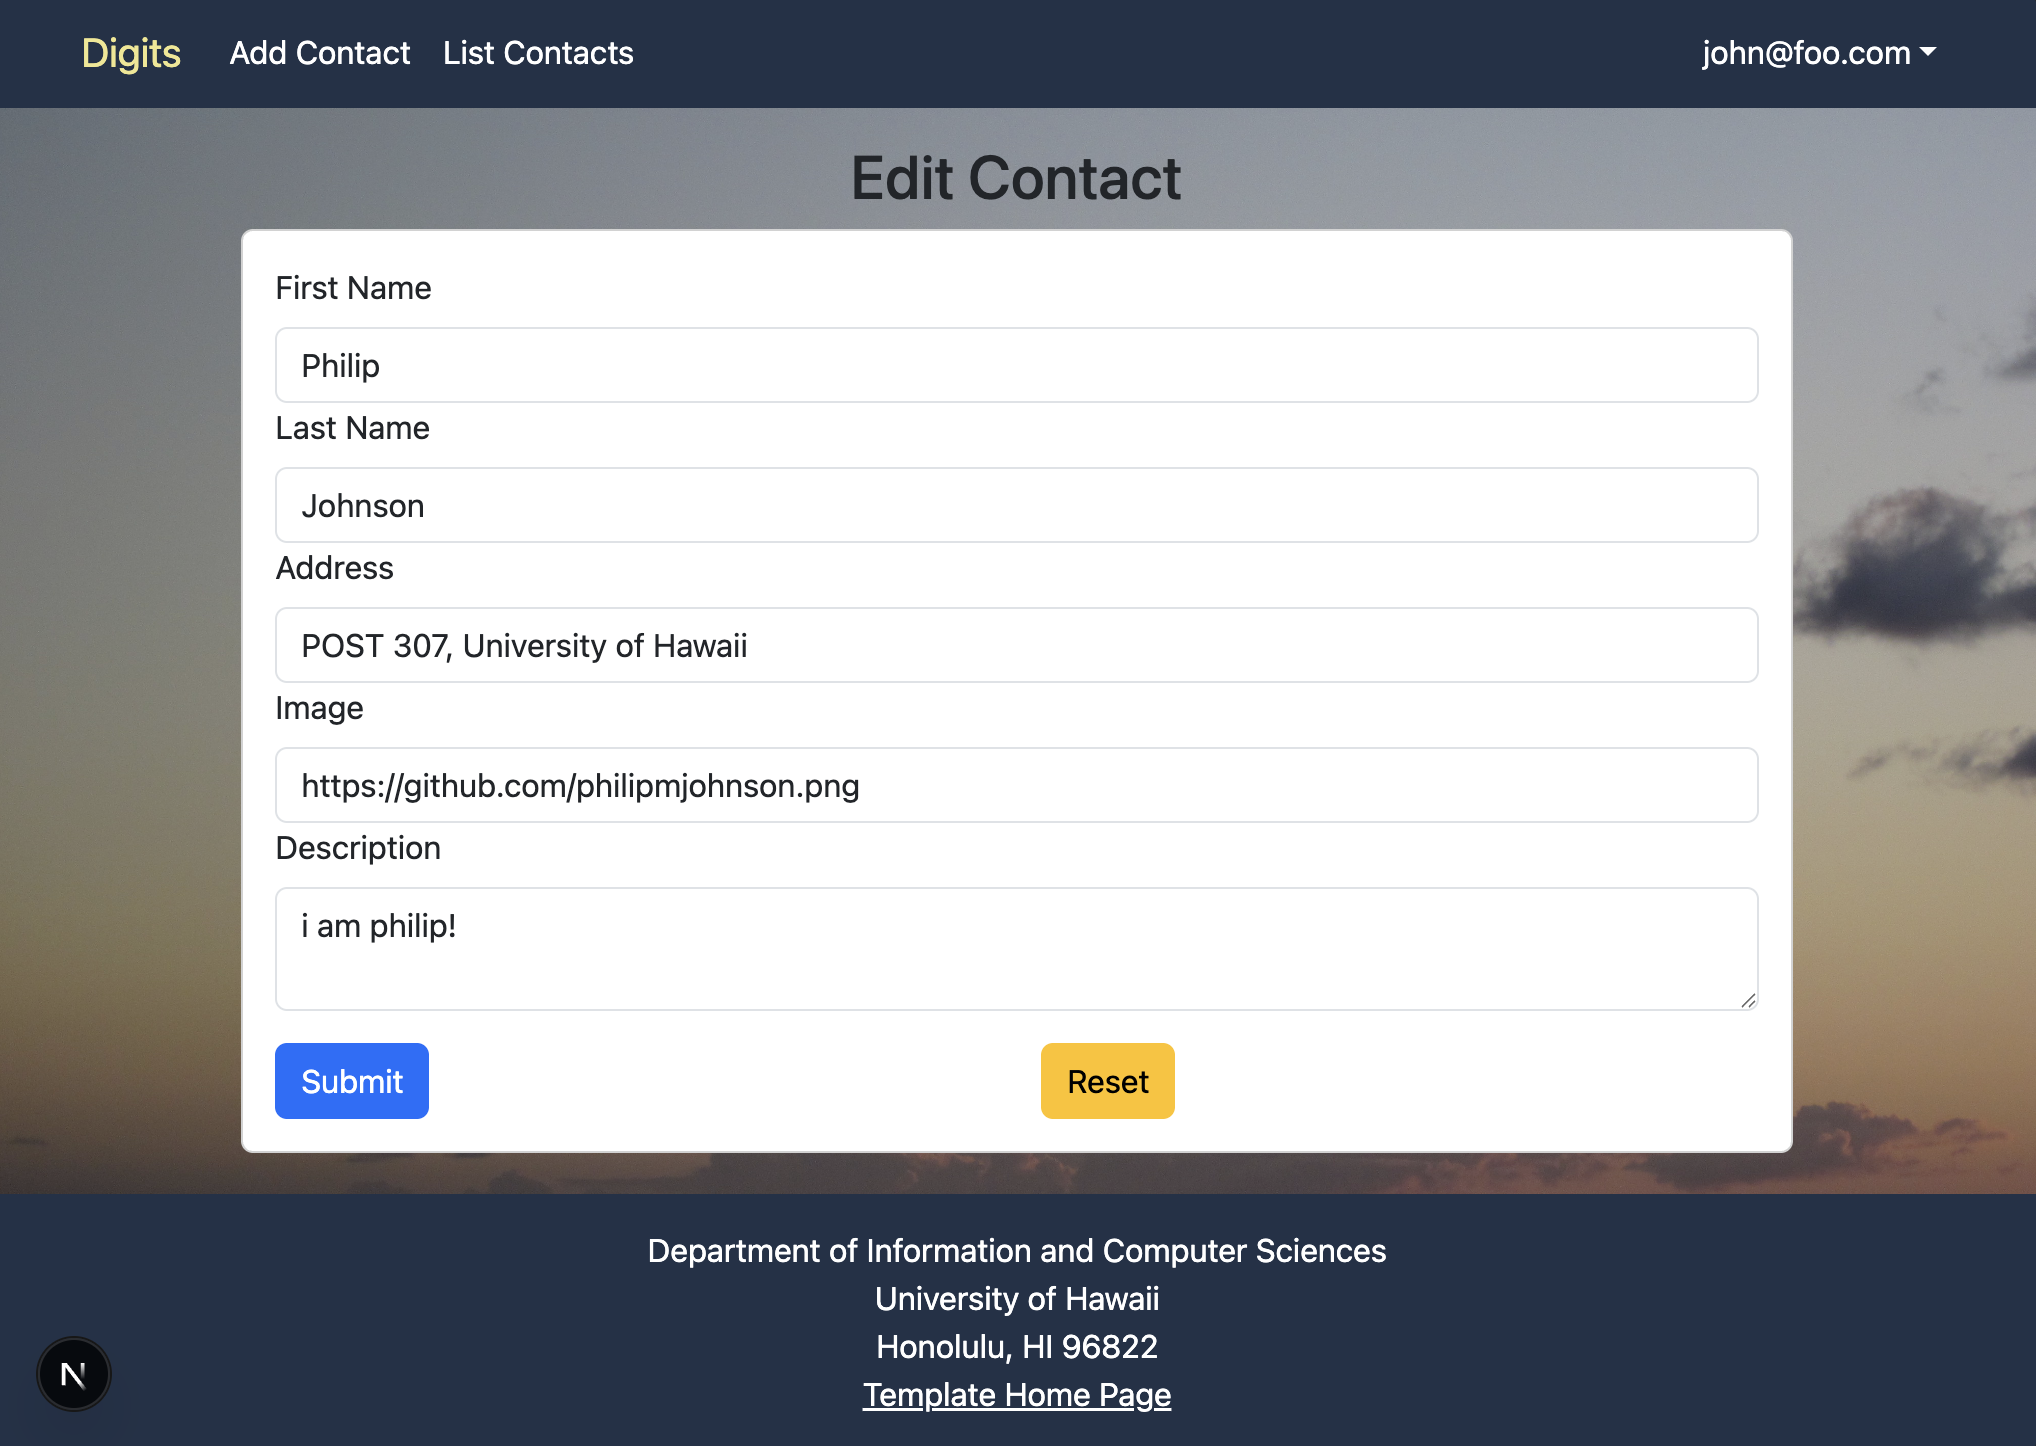 Digits Add Contact List Contacts john@foo.com
Edit Contact
First Name
Philip
Last Name
Johnson
Address
POST 307, University of Hawaii
Image
https://github.com/philipmjohnson.png
Description
i am philip!
Submit Reset
Department of Information and Computer Sciences
University of Hawaii
Honolulu, HI 96822
Template Home Page
N